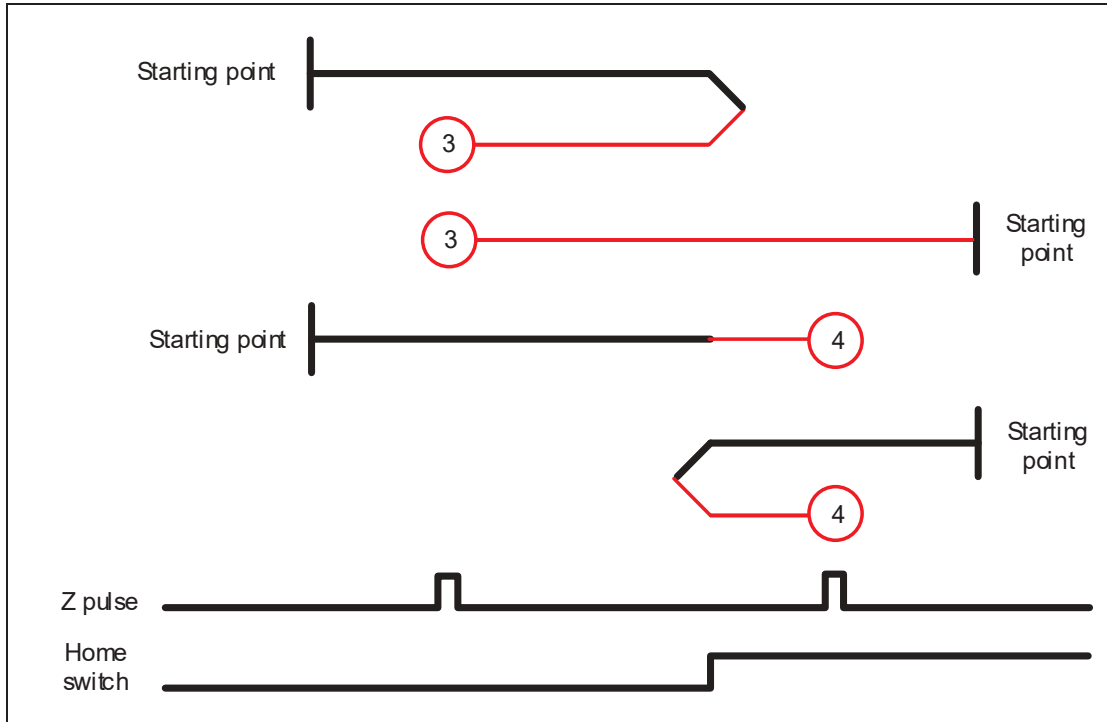 Starting point
3
3
Starting
point
Starting point
4
Starting
point
4
Z pulse
Home
switch